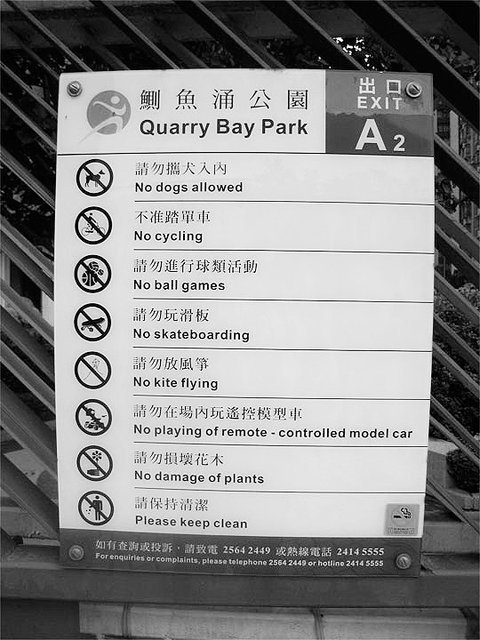 鰂魚涌公園
Quarry Bay Park
出口
EXIT
A2
請勿攜犬入內
No dogs allowed
不准踏單車
No cycling
請勿進行球類活動
No ball games
請勿玩滑板
No skateboarding
請勿放風箏
No kite flying
請勿在場內玩遙控模型車
No playing of remote - controlled model car
請勿損壞花木
No damage of plants
請保持清潔
Please keep clean
如有查詢或投訴，請致電 2564 2449 或熱線電話 2414 5555
For enquiries or complaints, please telephone 2564 2449 or hotline 2414 5555